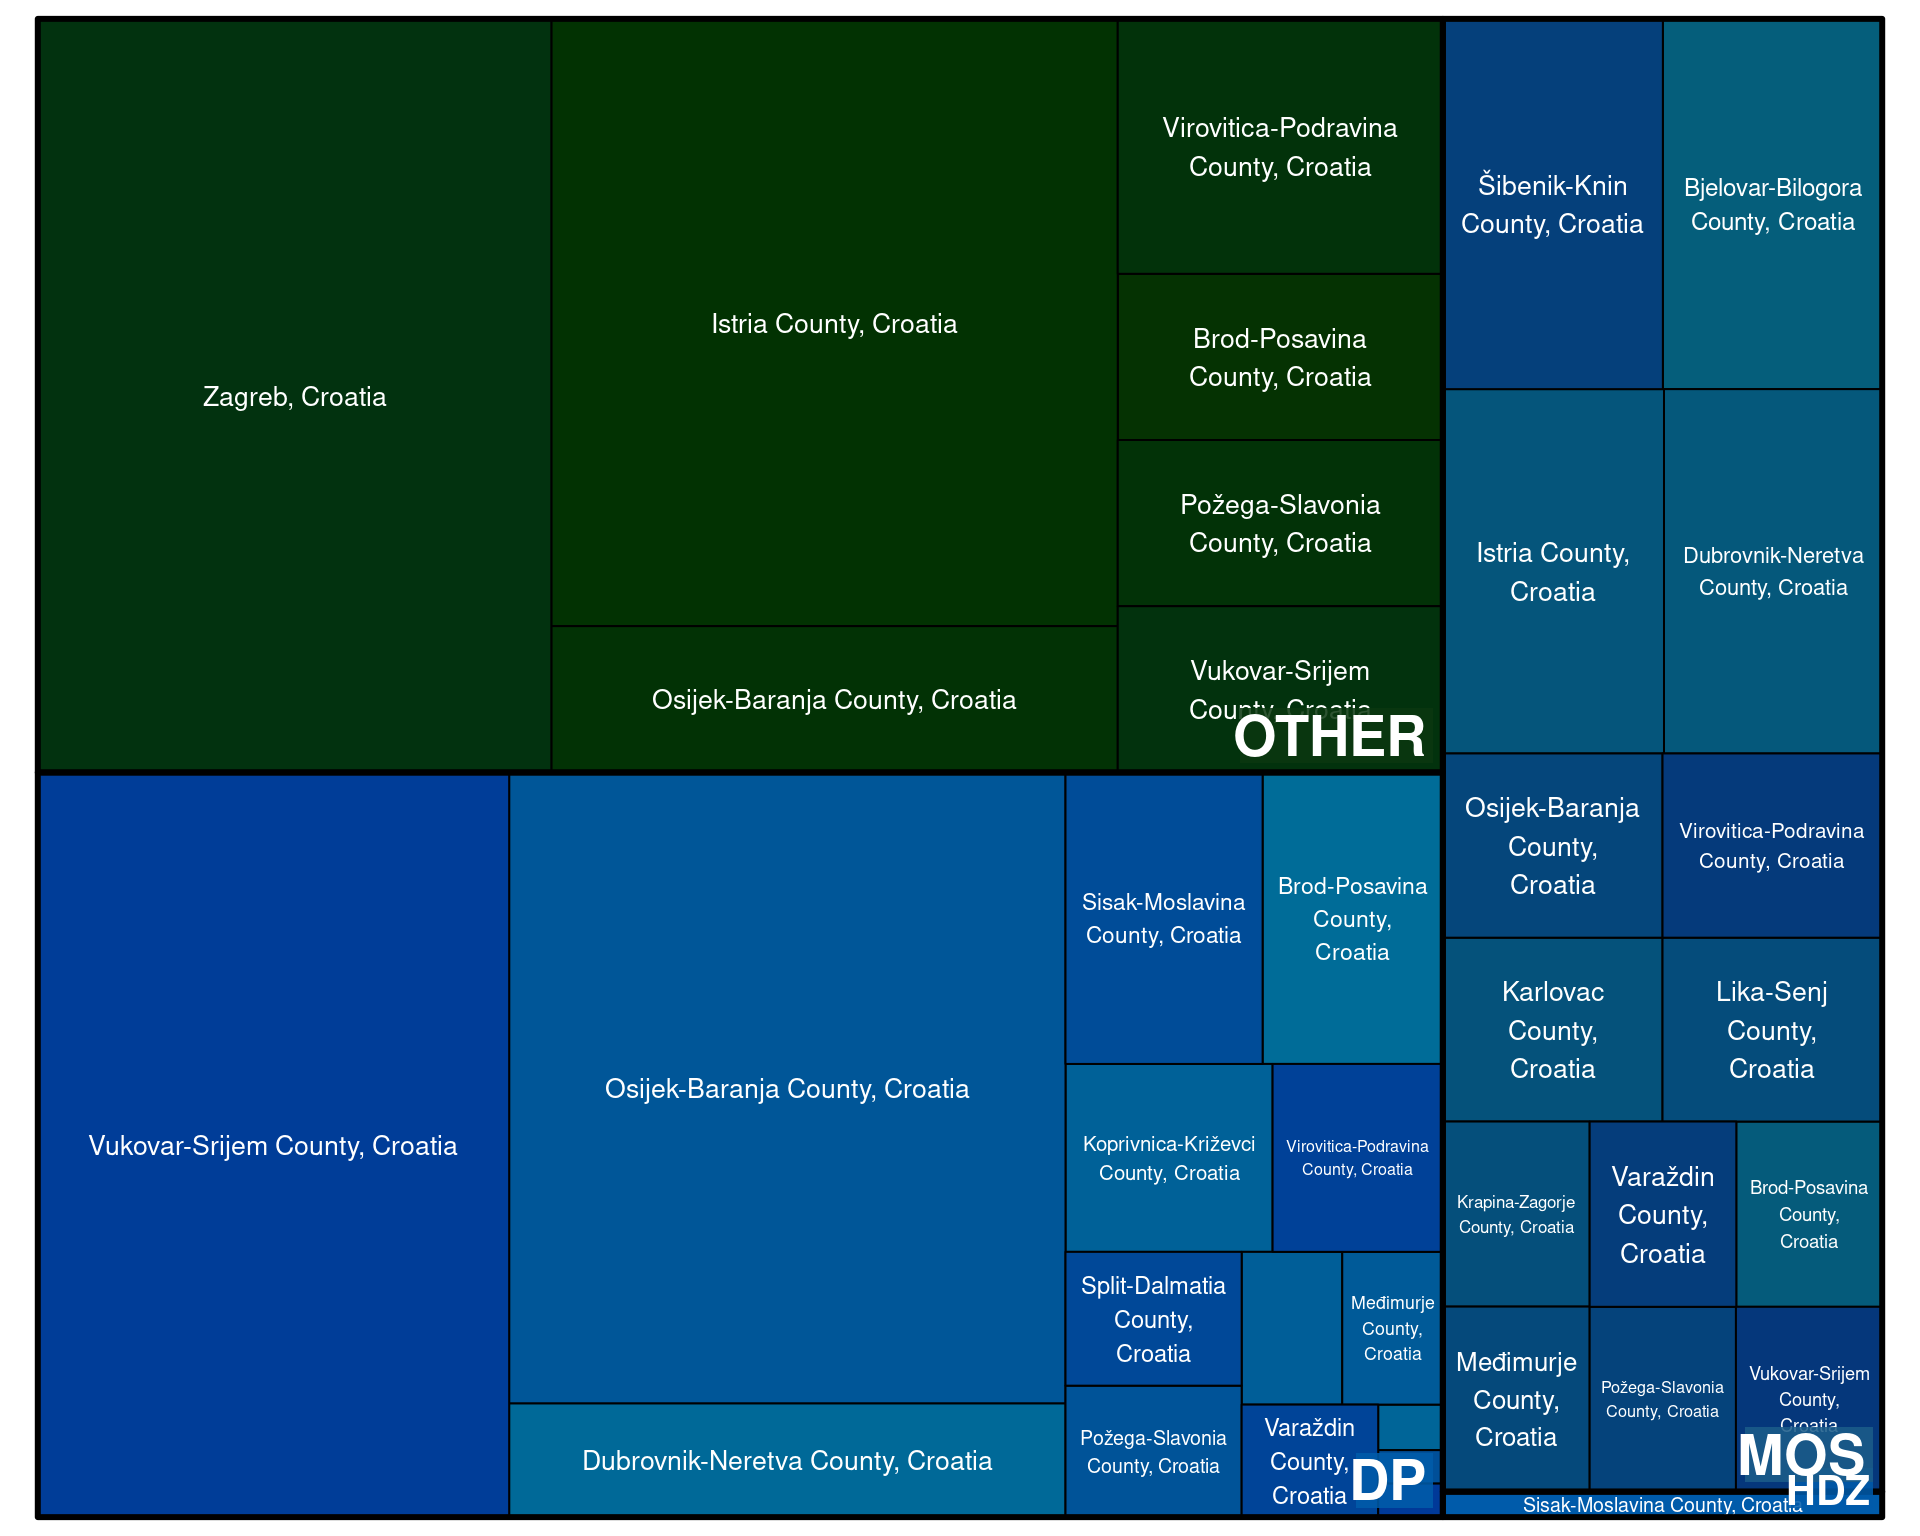 Zagreb, Croatia
Istria County, Croatia
Osijek-Baranja County, Croatia
Virovitica-Podravina
County, Croatia
Brod-Posavina
County, Croatia
Požega-Slavonia
County, Croatia
Vukovar-Srijem
County, Croatia
OTHER
Vukovar-Srijem County, Croatia
Osijek-Baranja County, Croatia
Dubrovnik-Neretva County, Croatia
Sisak-Moslavina
County, Croatia
Brod-Posavina
County,
Croatia
Koprivnica-Križevci
County, Croatia
Virovitica-Podravina
County, Croatia
Split-Dalmatia
County,
Croatia
Međimurje
County,
Croatia
Požega-Slavonia
County, Croatia
Varaždin
County,
Croatia
DP
Šibenik-Knin
County, Croatia
Bjelovar-Bilogora
County, Croatia
Istria County,
Croatia
Dubrovnik-Neretva
County, Croatia
Osijek-Baranja
County,
Croatia
Virovitica-Podravina
County, Croatia
Karlovac
County,
Croatia
Lika-Senj
County,
Croatia
Krapina-Zagorje
County, Croatia
Varaždin
County,
Croatia
Brod-Posavina
County,
Croatia
Međimurje
County,
Croatia
Požega-Slavonia
County, Croatia
Vukovar-Srijem
County,
Croatia
MOS
HDZ
Sisak-Moslavina County, Croatia